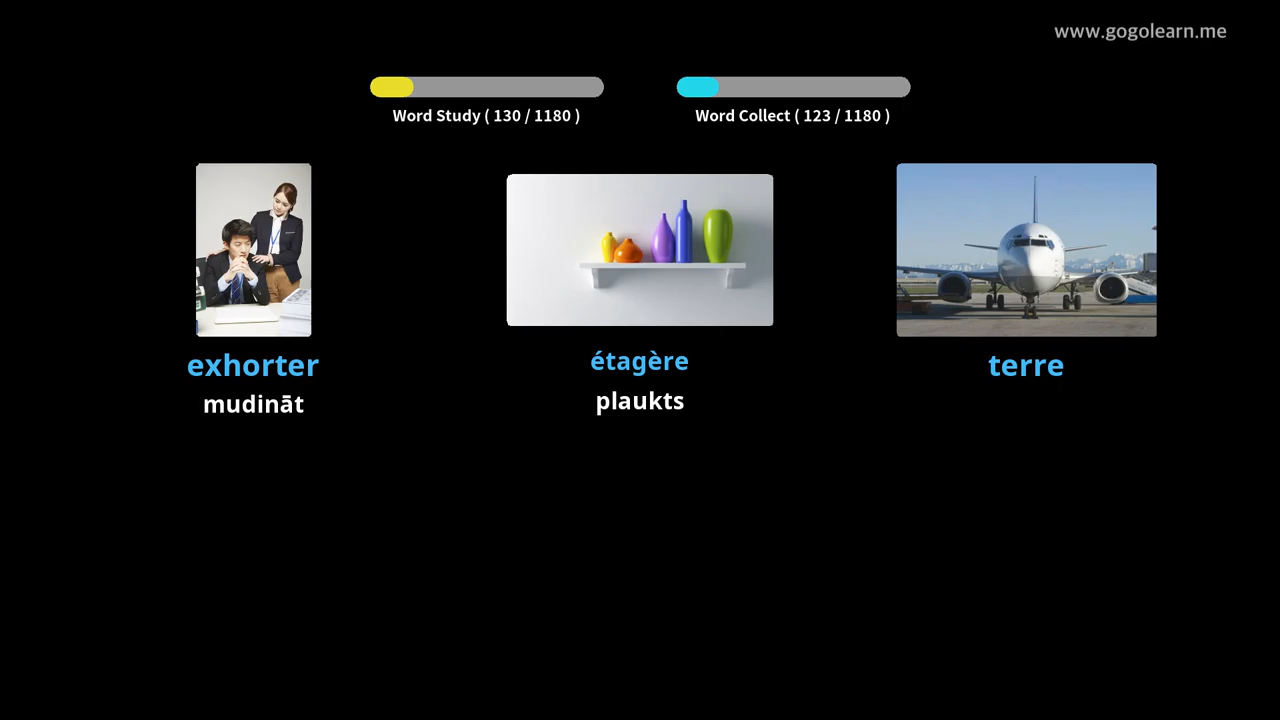 www.gogolearn.me
Word Study ( 130 / 1180 )
Word Collect ( 123 / 1180 )
exhorter
mudināt
étagère
plaukts
terre